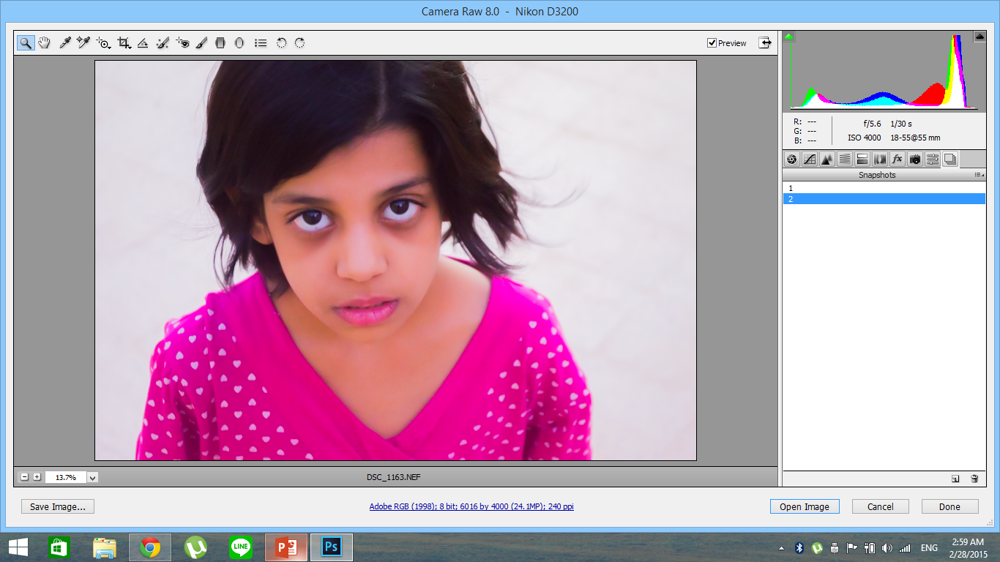 Camera Raw 8.0 - Nikon D3200
Preview
R: ---
G: ---
B: ---
f/5.6 1/30 s
ISO 4000 18-55@55 mm
fx
Snapshots
1
2
13.7%
DSC_1163.NEF
Save Image...
Adobe RGB (1998); 8 bit; 6016 by 4000 (24.1MP); 240 ppi
Open Image
Cancel
Done
LINE
P
Ps
ENG
2:59 AM
2/28/2015